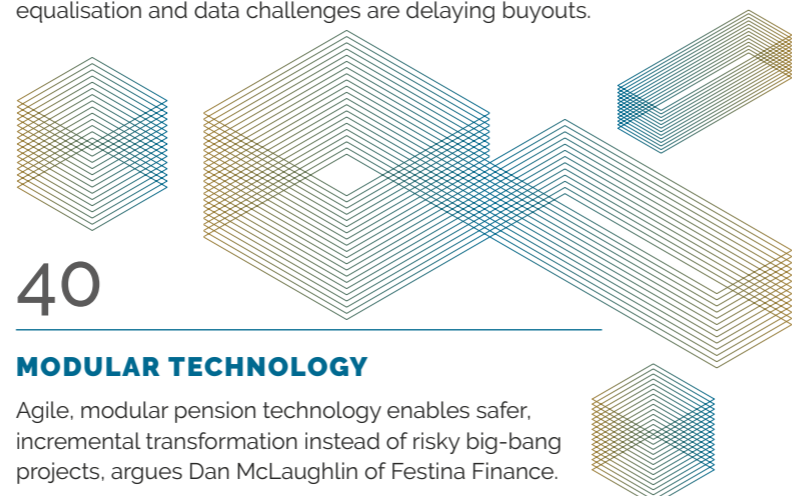 equalisation and data challenges are delaying buyouts.
40
MODULAR TECHNOLOGY
Agile, modular pension technology enables safer,
incremental transformation instead of risky big-bang
projects, argues Dan McLaughlin of Festina Finance.